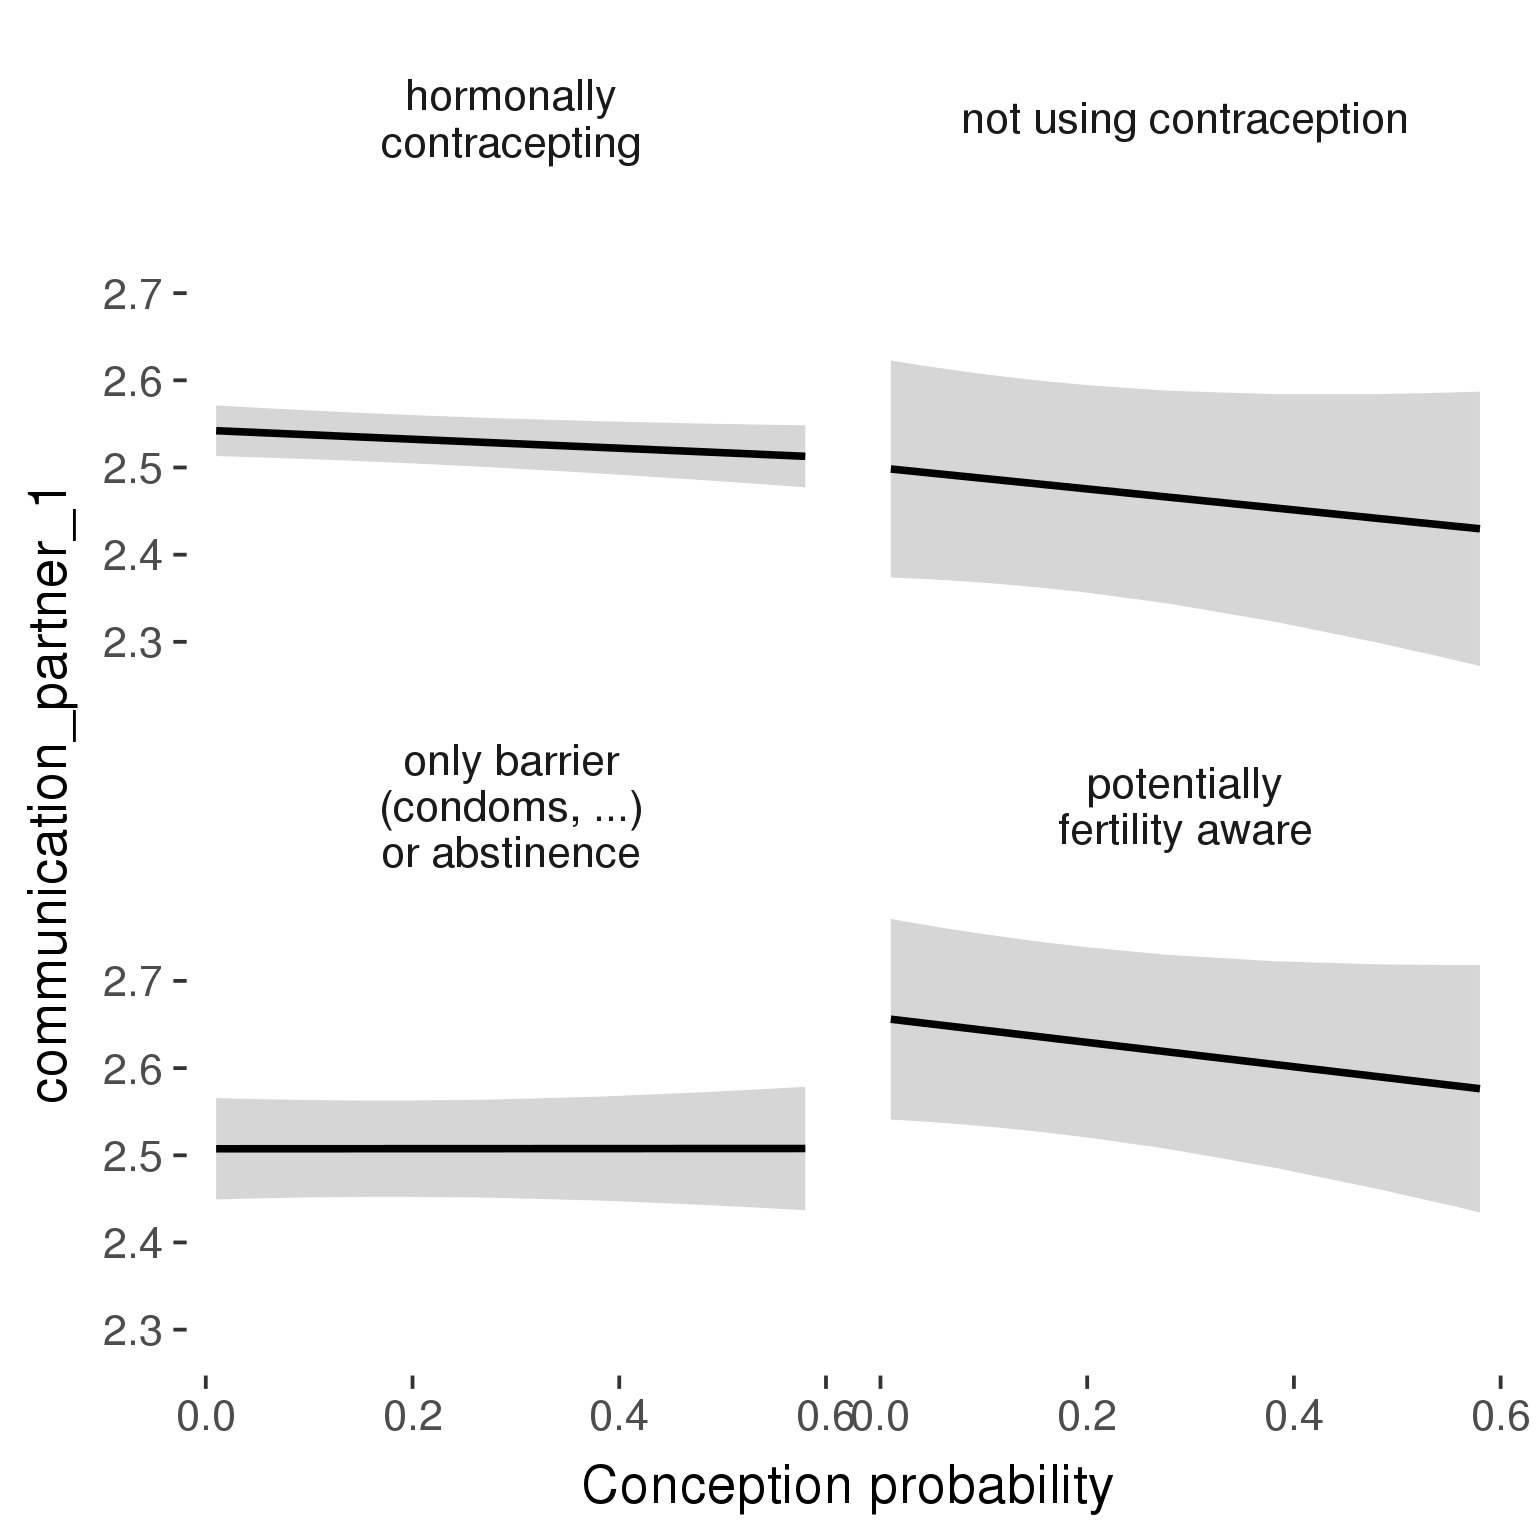 hormonally
contracepting
not using contraception
2.7
2.6
2.5
2.4
2.3
communication_partner_1
only barrier
(condoms, ...)
or abstinence
potentially
fertility aware
2.7
2.6
2.5
2.4
2.3
0.0 0.2 0.4 0.6 0.0 0.2 0.4 0.6
Conception probability